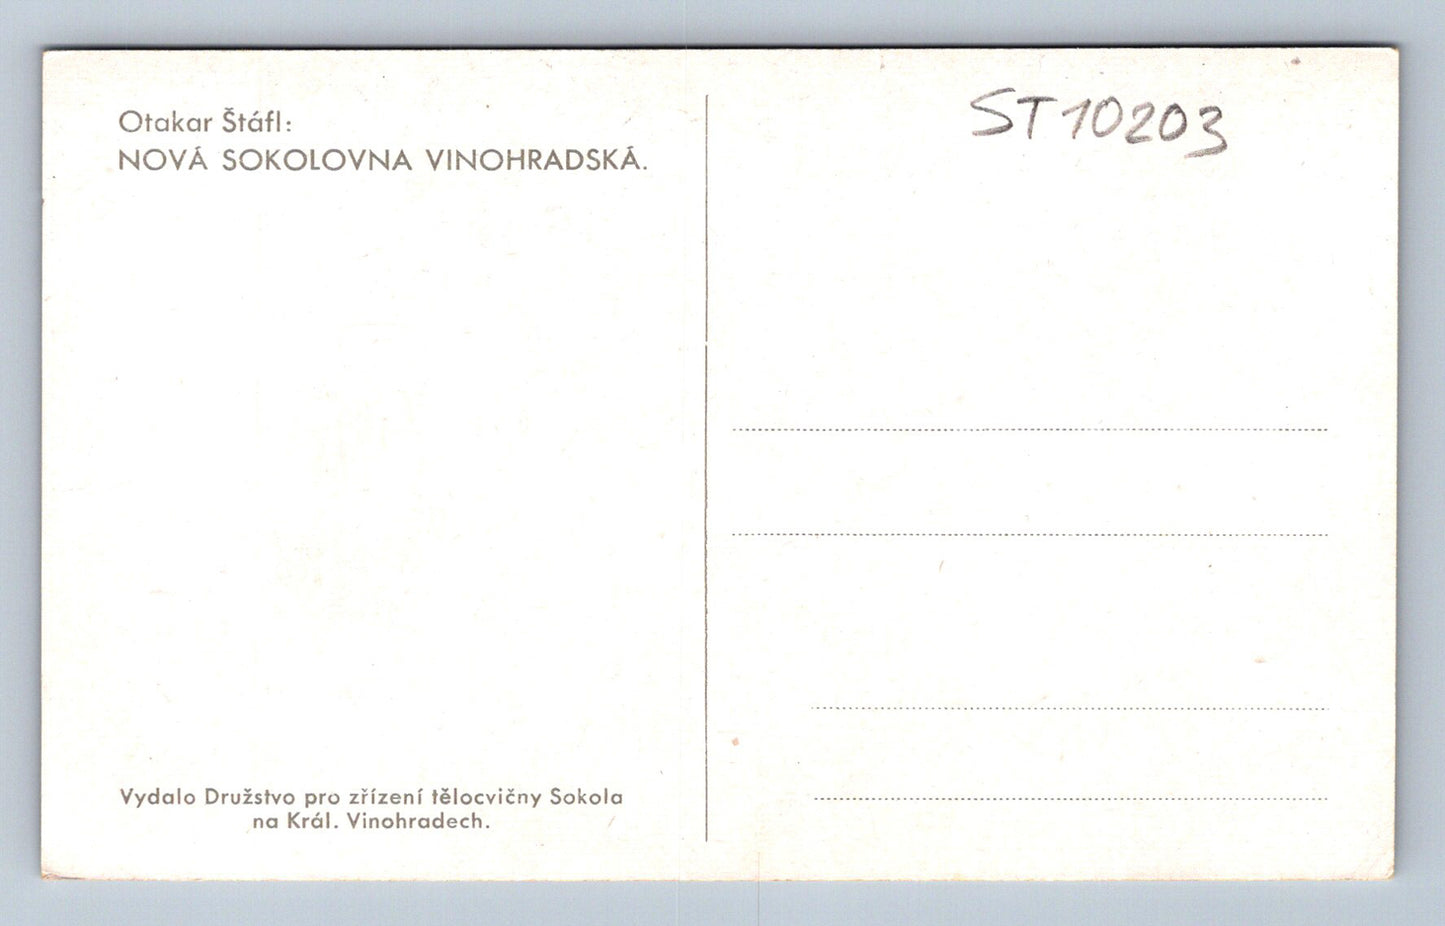 Otakar Štáfl:
NOVÁ SOKOLOVNA VINOHRADSKÁ.
ST10203
Vydalo Družstvo pro zřízení tělocvičny Sokola
na Král. Vinohradech.